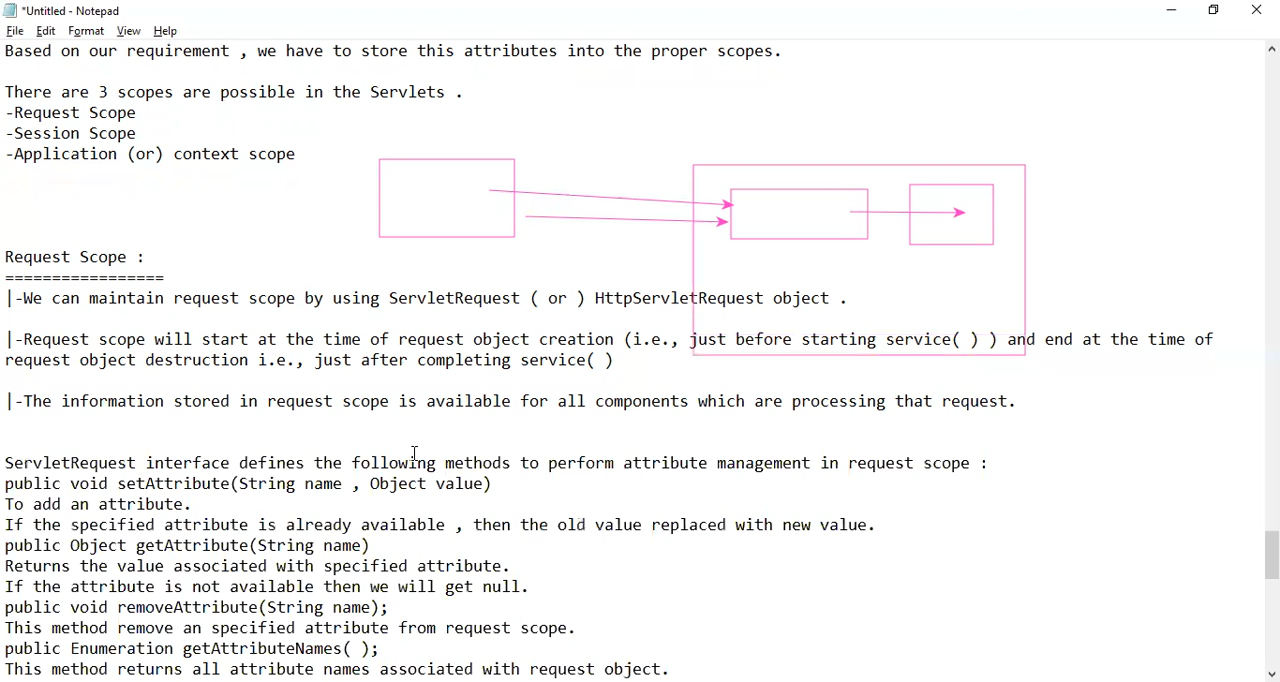 *Untitled - Notepad
File Edit Format View Help
Based on our requirement , we have to store this attributes into the proper scopes.
There are 3 scopes are possible in the Servlets .
-Request Scope
-Session Scope
-Application (or) context scope
Request Scope :
=================
|-We can maintain request scope by using ServletRequest ( or ) HttpServletRequest object .
|-Request scope will start at the time of request object creation (i.e., just before starting service( ) ) and end at the time of
request object destruction i.e., just after completing service( )
|-The information stored in request scope is available for all components which are processing that request.
ServletRequest interface defines the following methods to perform attribute management in request scope :
public void setAttribute(String name , Object value)
To add an attribute.
If the specified attribute is already available , then the old value replaced with new value.
public Object getAttribute(String name)
Returns the value associated with specified attribute.
If the attribute is not available then we will get null.
public void removeAttribute(String name);
This method remove an specified attribute from request scope.
public Enumeration getAttributeNames( );
This method returns all attribute names associated with request object.